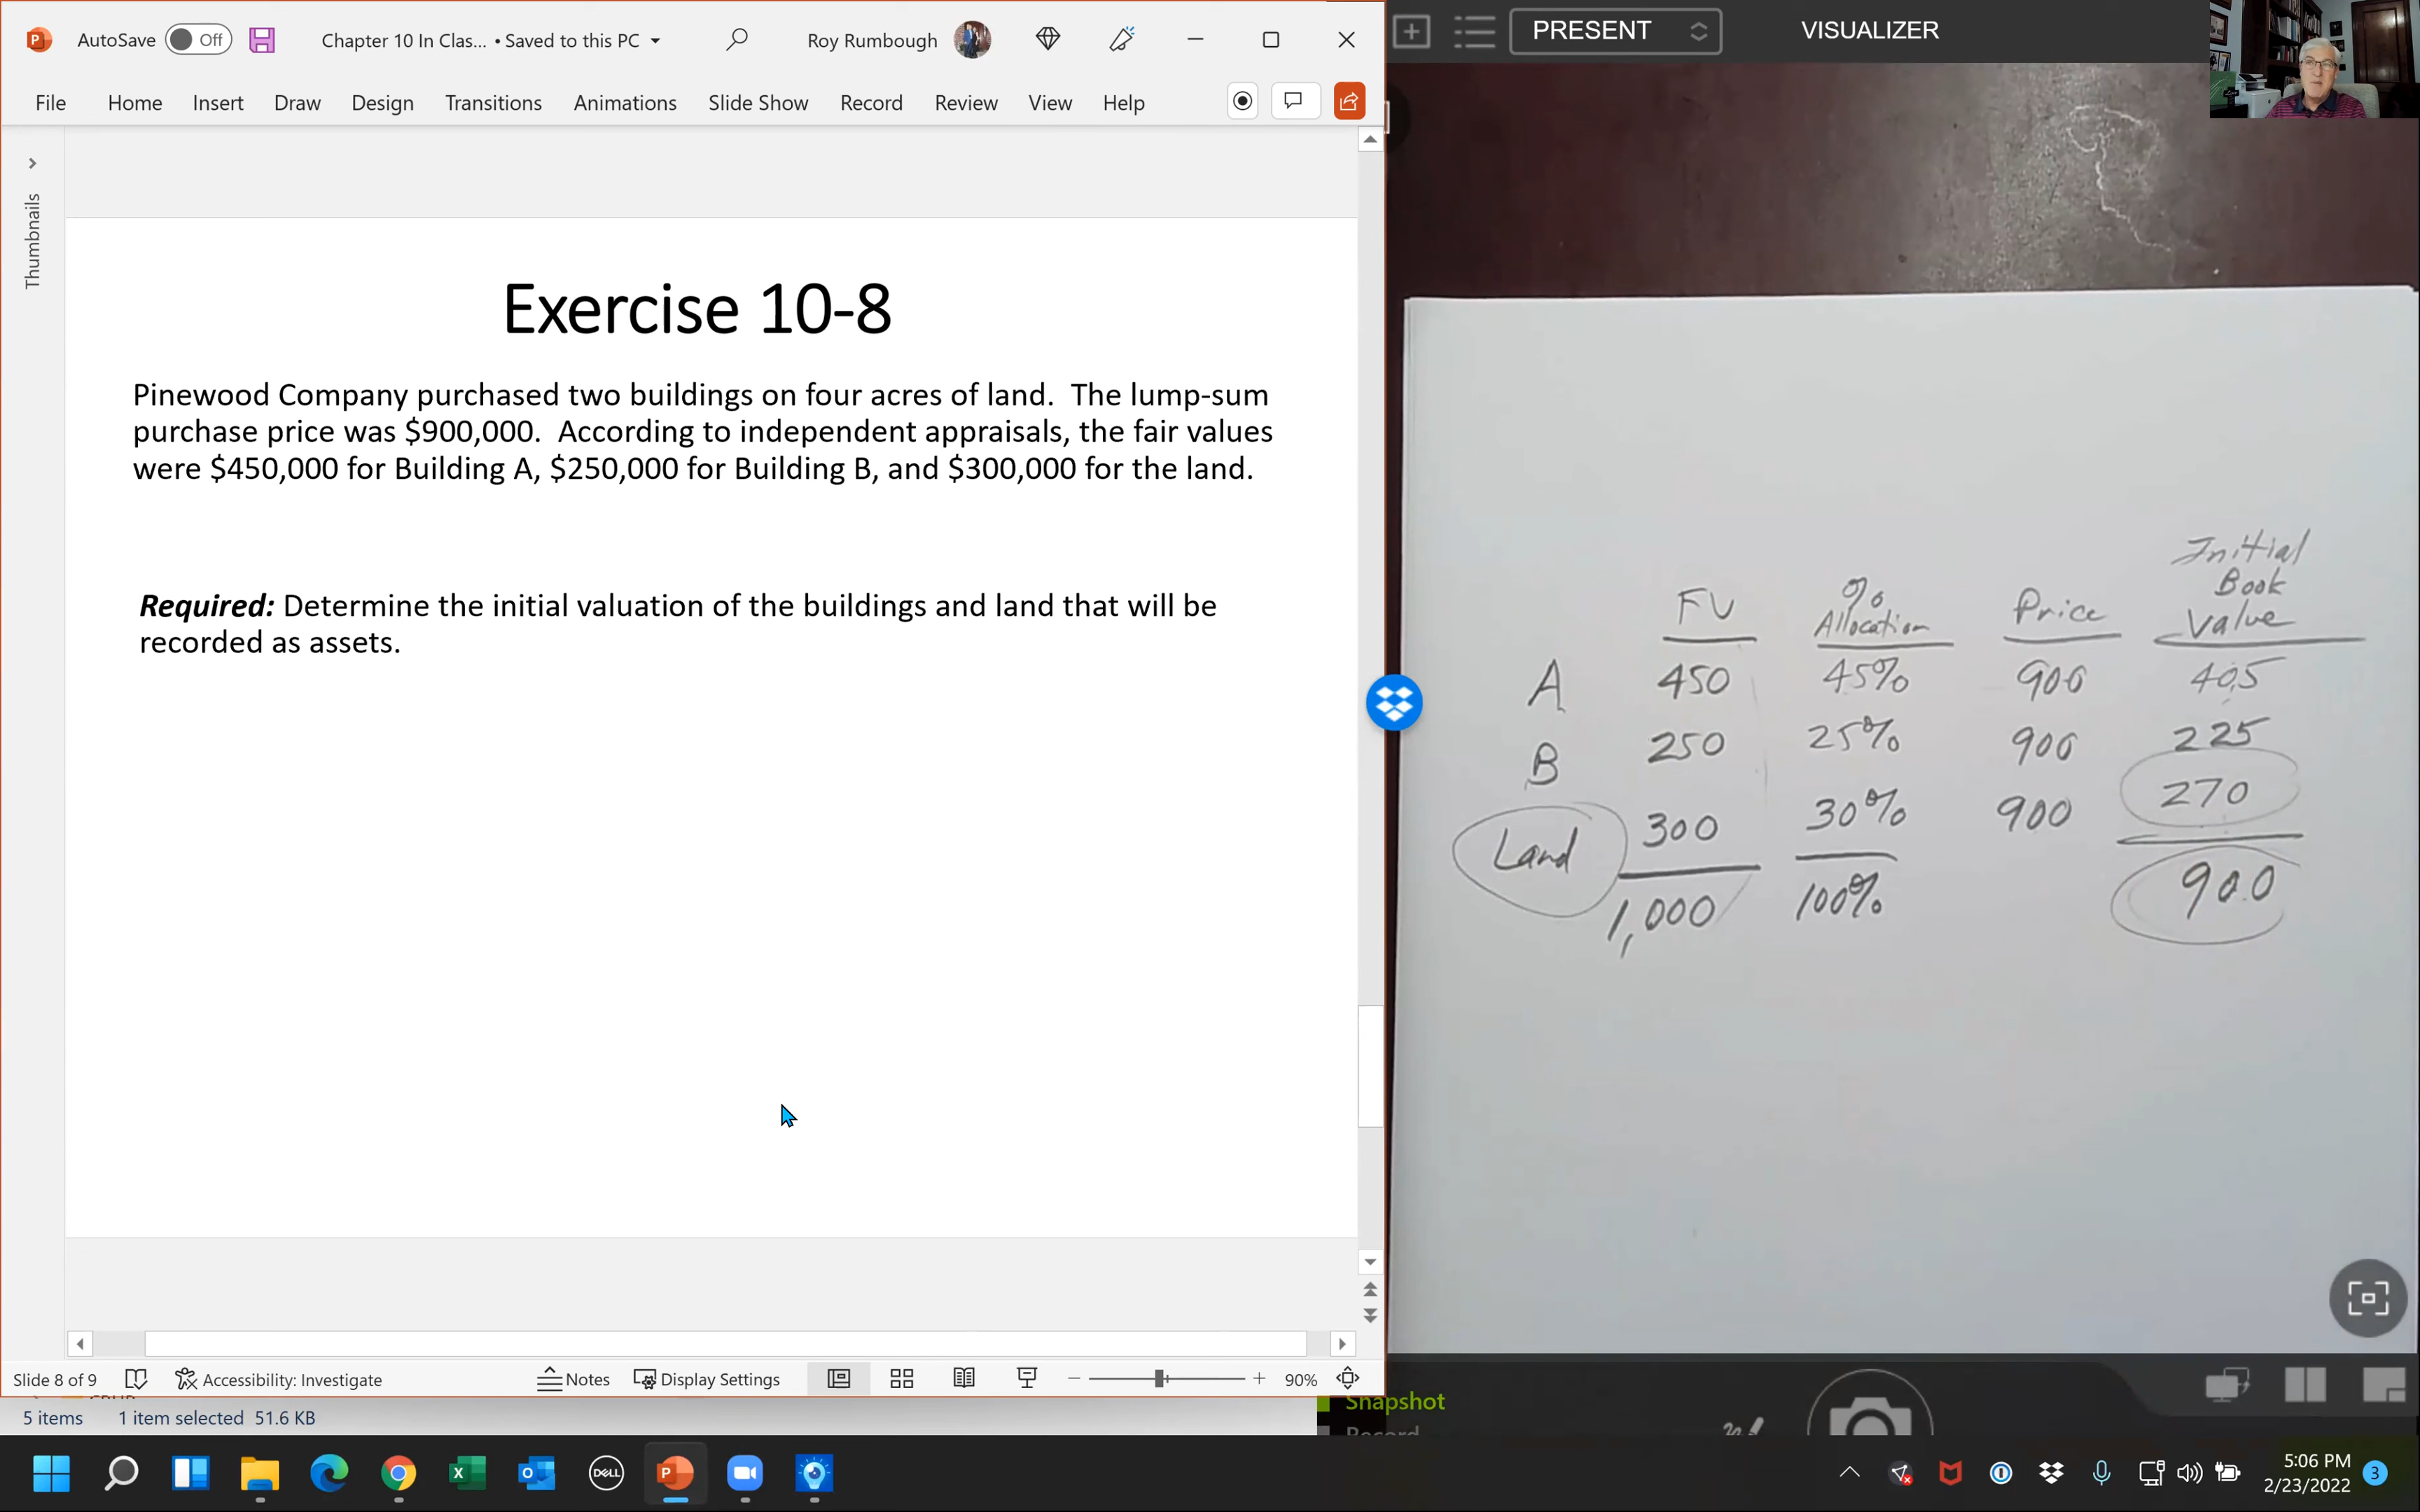 AutoSave Off Chapter 10 In Clas... • Saved to this PC Roy Rumbough
File Home Insert Draw Design Transitions Animations Slide Show Record Review View Help
Thumbnails
Exercise 10-8
Pinewood Company purchased two buildings on four acres of land. The lump-sum
purchase price was $900,000. According to independent appraisals, the fair values
were $450,000 for Building A, $250,000 for Building B, and $300,000 for the land.
Required: Determine the initial valuation of the buildings and land that will be
recorded as assets.
Slide 8 of 9 Accessibility: Investigate Notes Display Settings 90%
5 items 1 item selected 51.6 KB
PRESENT VISUALIZER
Initial
Book
FV % Allocation Price Value
A 450 45% 900 405
B 250 25% 900 225
Land 300 30% 900 270
1,000 100% 900
Snapshot
Record
DELL
5:06 PM
2/23/2022 3